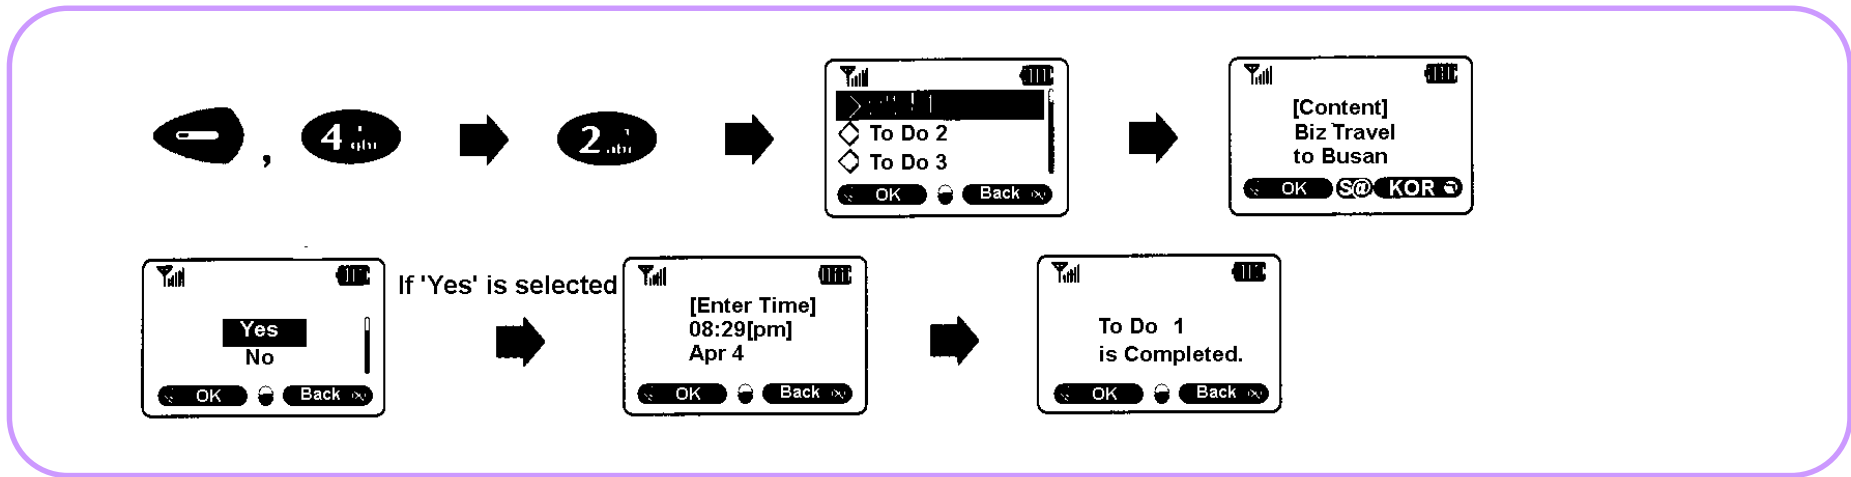 , 4 ghi
2 abc
To Do 2
To Do 3
OK Back
[Content]
Biz Travel
to Busan
OK S@ KOR
Yes
No
OK Back
If 'Yes' is selected
[Enter Time]
08:29[pm]
Apr 4
OK Back
To Do 1
is Completed.
OK Back